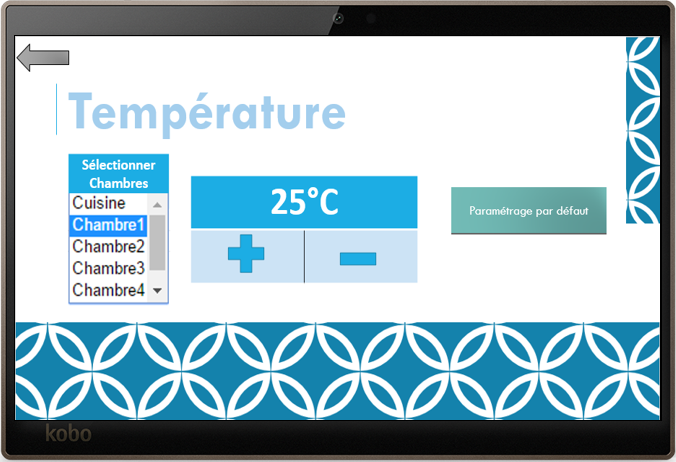 Température
Sélectionner
Chambres
Cuisine
Chambre1
Chambre2
Chambre3
Chambre4
25°C
Paramétrage par défaut
kobo